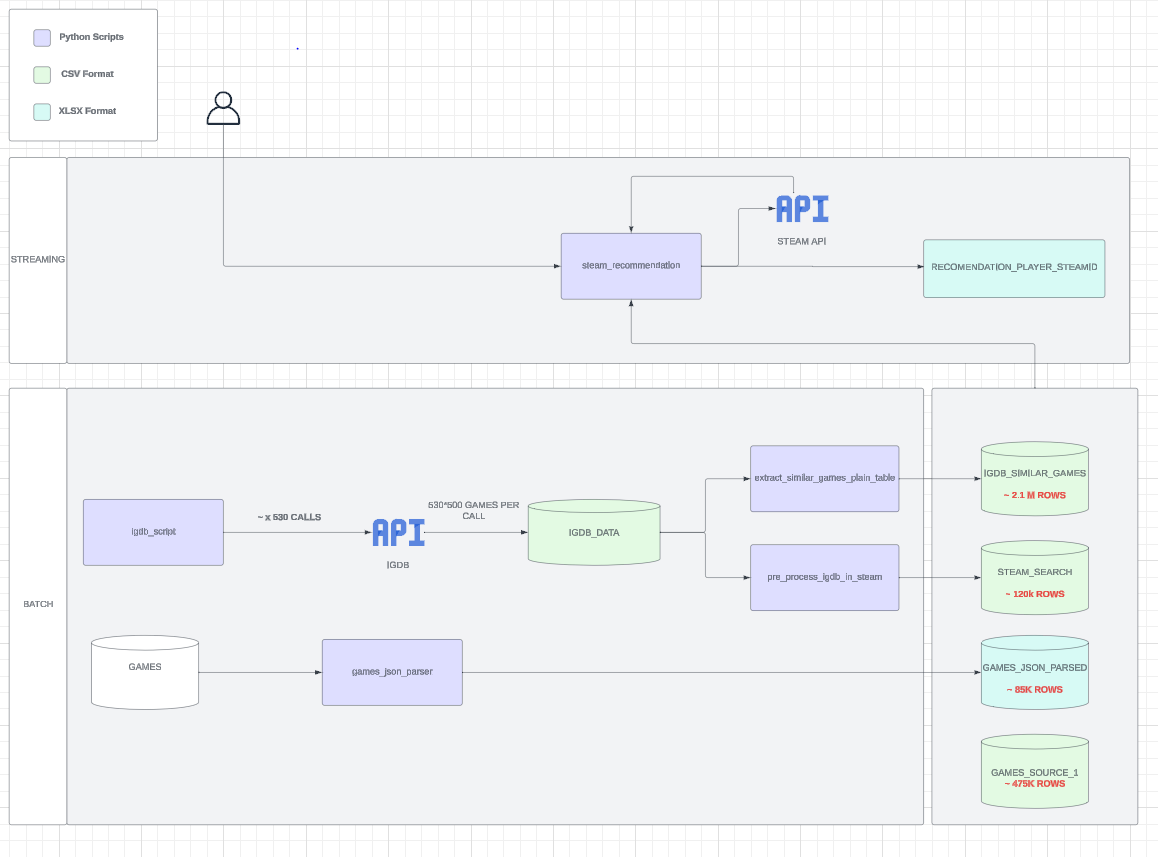 Python Scripts
CSV Format
XLSX Format
STREAMING
API
STEAM API
steam_recommendation
RECOMENDATION_PLAYER_STEAMID
BATCH
igdb_script
~ x 530 CALLS
API
IGDB
530*500 GAMES PER
CALL
IGDB_DATA
extract_similar_games_plain_table
pre_process_igdb_in_steam
GAMES
games_json_parser
IGDB_SIMILAR_GAMES
~ 2.1 M ROWS
STEAM_SEARCH
~ 120k ROWS
GAMES_JSON_PARSED
~ 85K ROWS
GAMES_SOURCE_1
~ 475K ROWS